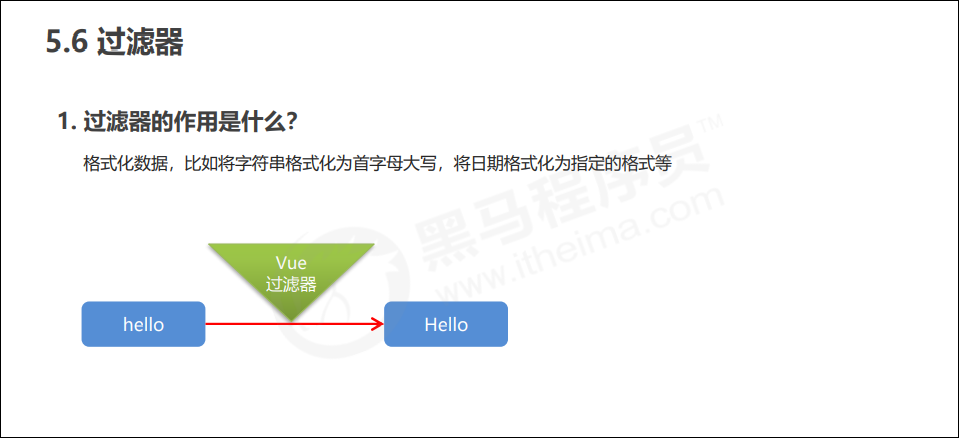 5.6 过滤器
1. 过滤器的作用是什么?
格式化数据，比如将字符串格式化为首字母大写，将日期格式化为指定的格式等
黑马程序员™
www.itheima.com
Vue
过滤器
hello
Hello